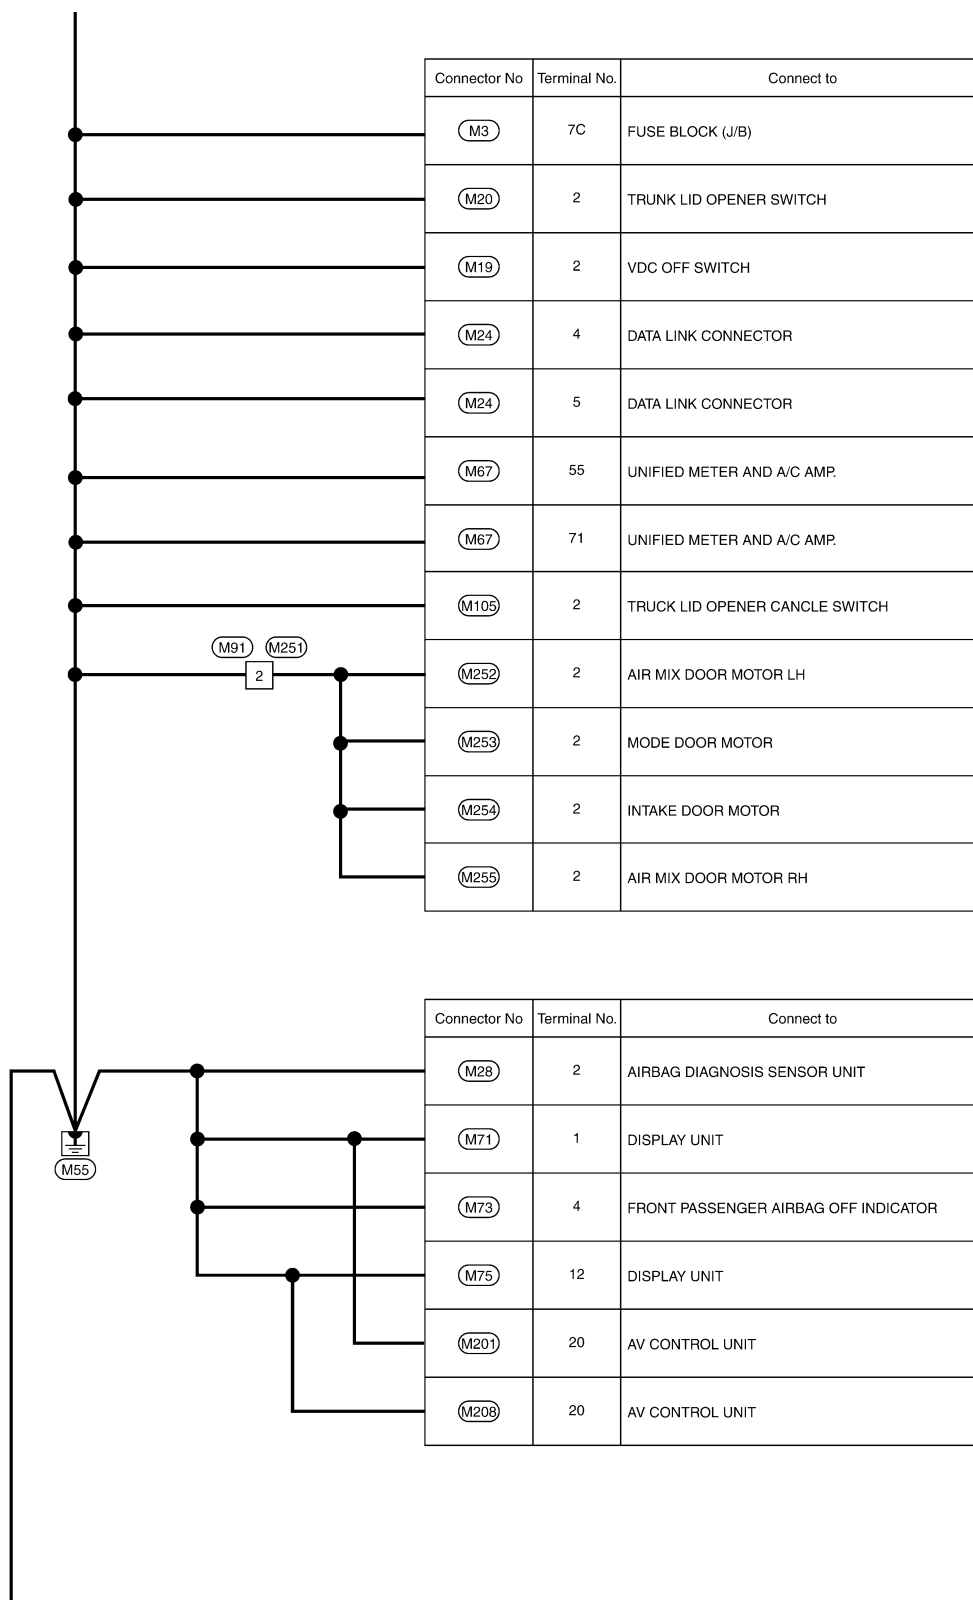 Connector No Terminal No. Connect to
M3 7C FUSE BLOCK (J/B)
M20 2 TRUNK LID OPENER SWITCH
M19 2 VDC OFF SWITCH
M24 4 DATA LINK CONNECTOR
M24 5 DATA LINK CONNECTOR
M67 55 UNIFIED METER AND A/C AMP.
M67 71 UNIFIED METER AND A/C AMP.
M105 2 TRUCK LID OPENER CANCLE SWITCH
M91 M251
2 M252 2 AIR MIX DOOR MOTOR LH
M253 2 MODE DOOR MOTOR
M254 2 INTAKE DOOR MOTOR
M255 2 AIR MIX DOOR MOTOR RH
Connector No Terminal No. Connect to
M28 2 AIRBAG DIAGNOSIS SENSOR UNIT
M71 1 DISPLAY UNIT
M55
M73 4 FRONT PASSENGER AIRBAG OFF INDICATOR
M75 12 DISPLAY UNIT
M201 20 AV CONTROL UNIT
M208 20 AV CONTROL UNIT